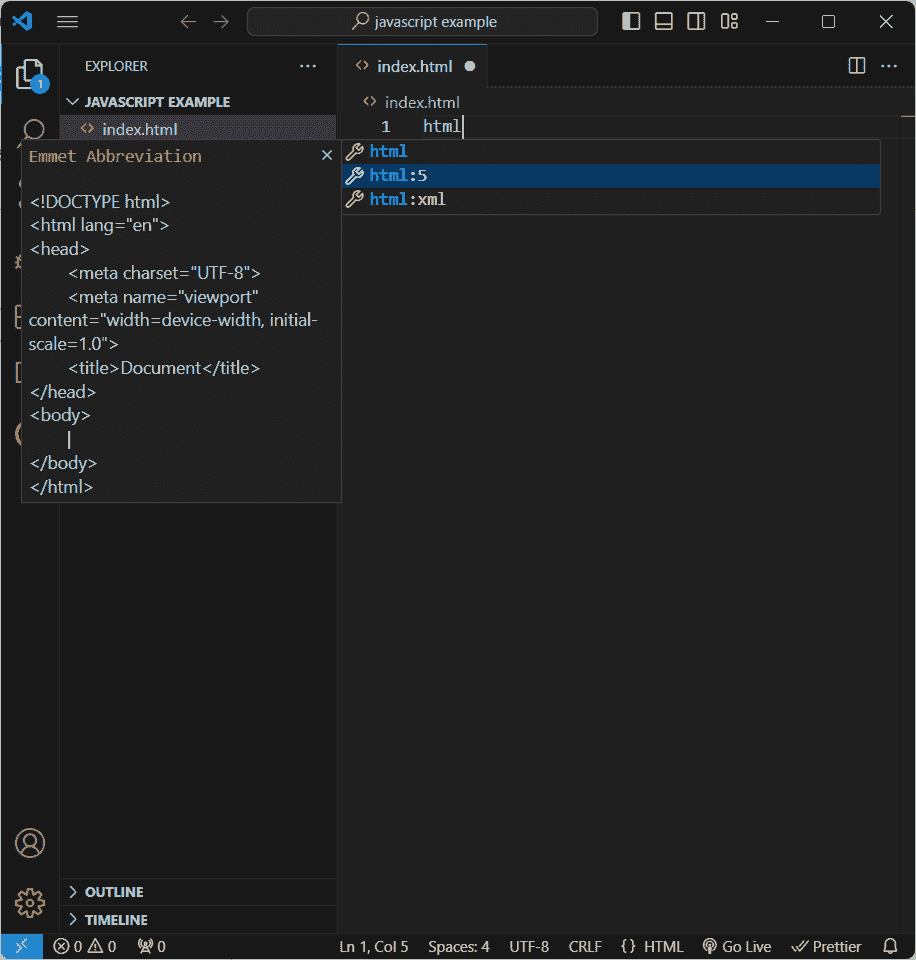 javascript example
1
EXPLORER
index.html
JAVASCRIPT EXAMPLE
index.html
index.html
1 html
Emmet Abbreviation
<!DOCTYPE html>
<html lang="en">
<head>
<meta charset="UTF-8">
<meta name="viewport"
content="width=device-width, initial-
scale=1.0">
<title>Document</title>
</head>
<body>
</body>
</html>
html
html:5
html:xml
OUTLINE
TIMELINE
0 0 0 Ln 1, Col 5 Spaces: 4 UTF-8 CRLF {} HTML Go Live Prettier